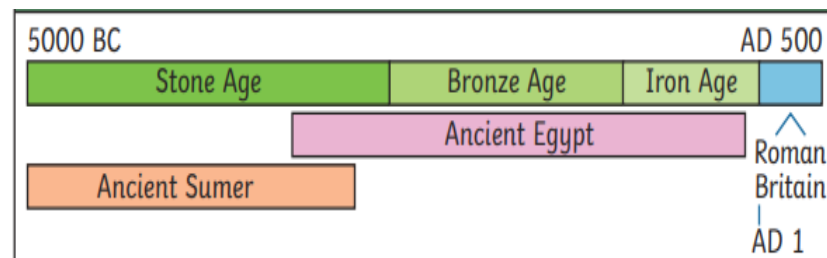 5000 BC AD 500
Stone Age Bronze Age Iron Age
Ancient Egypt
Ancient Sumer
Roman
Britain
AD 1